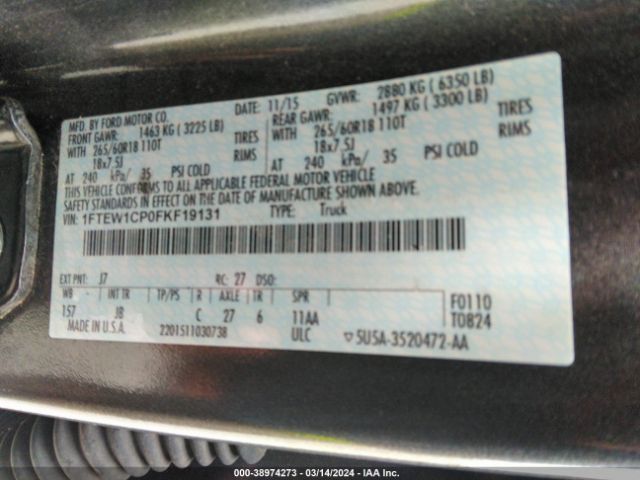 MFD. BY FORD MOTOR CO.
DATE: 11/15 GVWR: 2880 KG ( 6350 LB)
FRONT GAWR: 1463 KG ( 3225 LB)
REAR GAWR: 1497 KG ( 3300 LB)
WITH 265/60R18 110T TIRES
WITH 265/60R18 110T TIRES
18x7.5J RIMS
18x7.5J RIMS
AT 240 kPa/ 35 PSI COLD
AT 240 kPa/ 35 PSI COLD
THIS VEHICLE CONFORMS TO ALL APPLICABLE FEDERAL MOTOR VEHICLE
SAFETY STANDARDS IN EFFECT ON THE DATE OF MANUFACTURE SHOWN ABOVE.
VIN: 1FTEW1CP0FKF19131 TYPE: Truck
EXT PNT: J7 RC: 27 DSO:
WB INT TR TP/PS R AXLE TR SPR
157 JB C 27 6 11AA
F0110
T0824
MADE IN U.S.A. 2201511030738 ULC ▽5U5A-3520472-AA
000-38974273 - 03/14/2024 - IAA Inc.